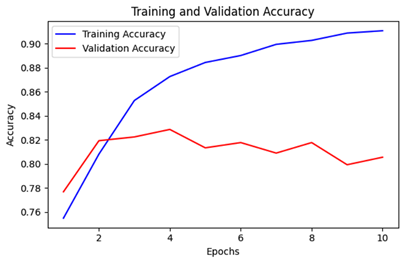 Training and Validation Accuracy
Training Accuracy
Validation Accuracy
Accuracy
0.90
0.88
0.86
0.84
0.82
0.80
0.78
0.76
2
4
6
8
10
Epochs